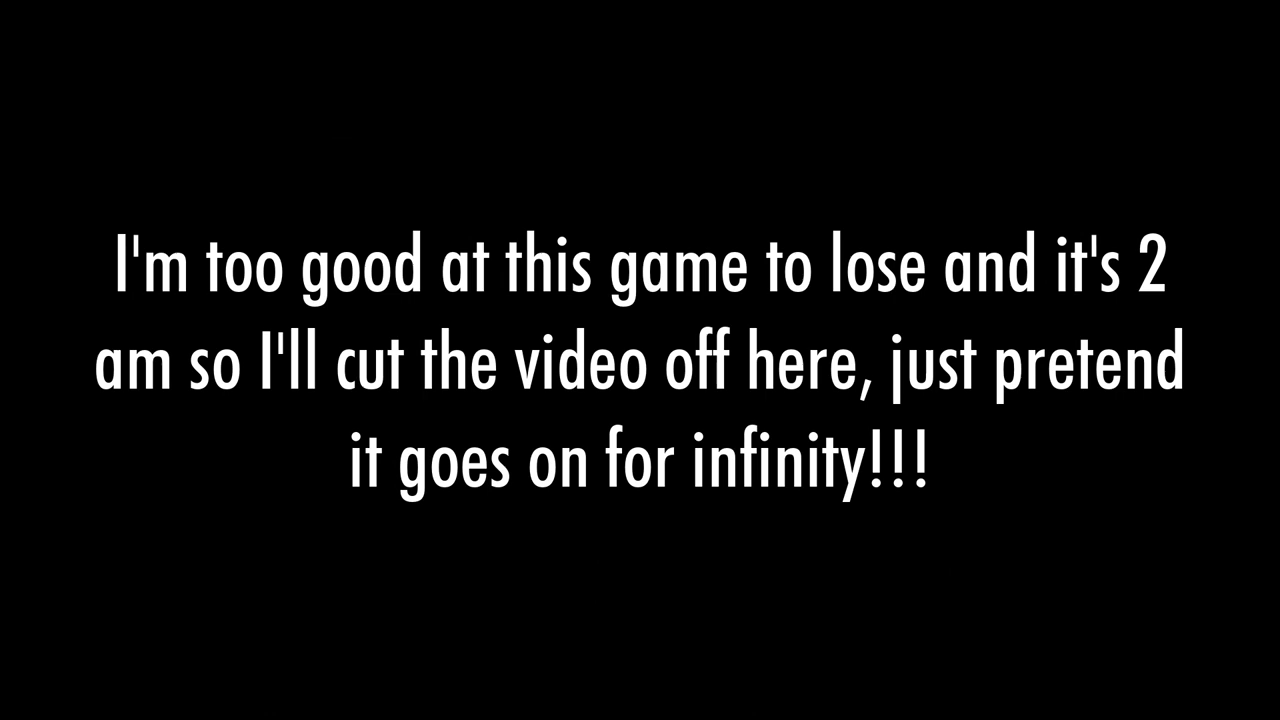 I'm too good at this game to lose and it's 2
am so I'll cut the video off here, just pretend
it goes on for infinity!!!